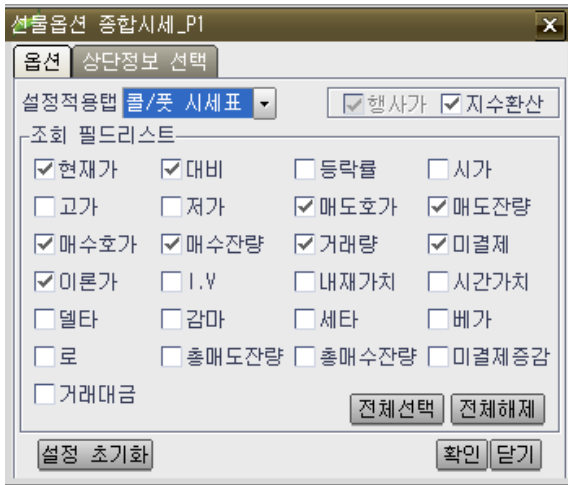 선물옵션 종합시세_P1
옵션 상단정보 선택
설정적용탭 콜/풋 시세표 행사가 지수환산
조회 필드리스트
현재가 대비 등락률 시가
고가 저가 매도호가 매도잔량
매수호가 매수잔량 거래량 미결제
이론가 I.V 내재가치 시간가치
델타 감마 세타 베가
로 총매도잔량 총매수잔량 미결제증감
거래대금
전체선택 전체해제
설정 초기화 확인 닫기